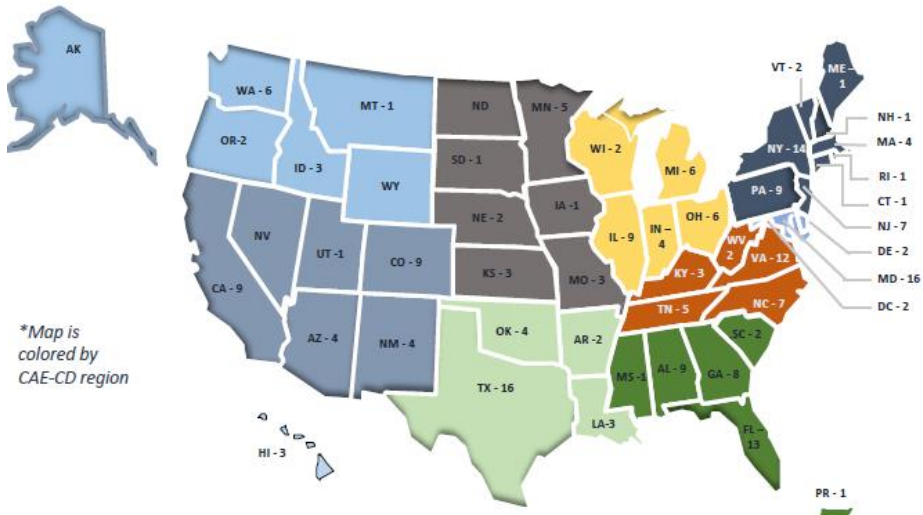 AK
WA - 6
MT - 1
ND
MN - 5
VT - 2
ME –
1
OR-2
ID - 3
WY
SD - 1
WI - 2
MI - 6
NY - 14
NH - 1
MA - 4
RI - 1
CT - 1
NJ - 7
DE - 2
MD - 16
DC - 2
PA - 9
NE - 2
IA -1
IL - 9
IN –
4
OH - 6
NV
UT -1
CO - 9
KS - 3
MO - 3
KY - 3
WV
2
VA - 12
CA - 9
AZ - 4
NM - 4
OK - 4
AR -2
TN - 5
NC - 7
SC - 2
*Map is
colored by
CAE-CD region
TX - 16
LA-3
MS -1
AL - 9
GA - 8
FL –
13
HI - 3
PR - 1